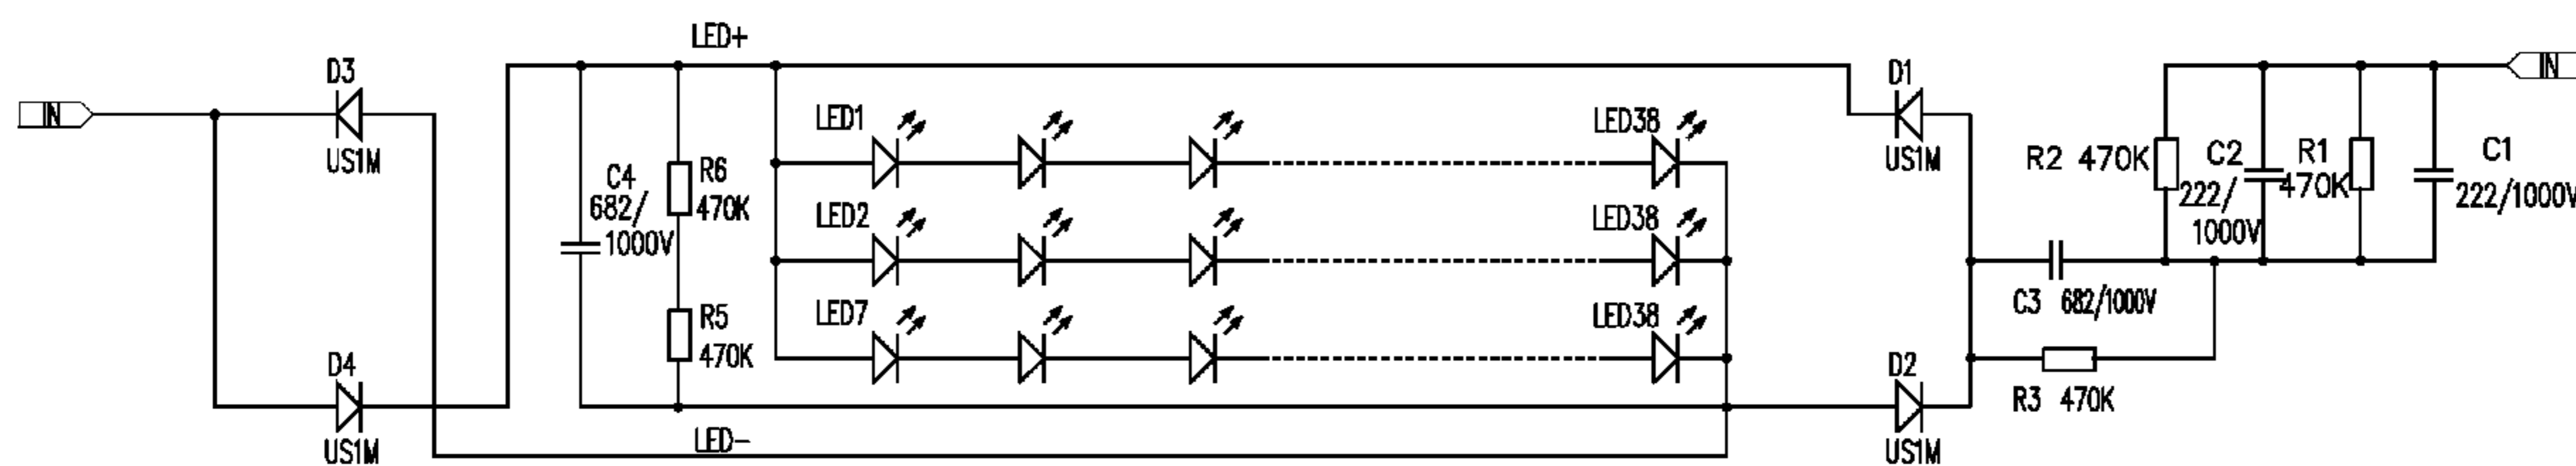 LED+
D3
D1
IN
IN
US1M
US1M
LED1
LED38
C4
682/
1000V
R6
470K
R2 470K
C2
222/
1000V
R1
470K
C1
222/1000V
LED2
LED38
R5
470K
LED7
LED38
C3 682/1000V
D4
US1M
D2
US1M
R3 470K
LED-